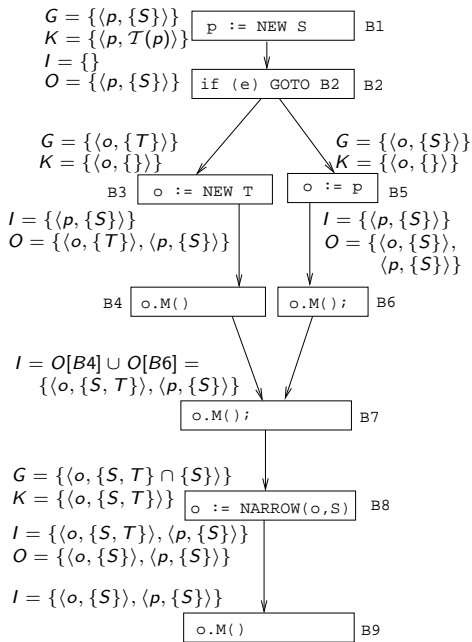 G = {⟨p, {S}⟩}
K = {⟨p, 𝒯(p)⟩}
p := NEW S B1
I = {}
O = {⟨p, {S}⟩}
if (e) GOTO B2 B2
G = {⟨o, {T}⟩}
K = {⟨o, {}⟩}
G = {⟨o, {S}⟩}
K = {⟨o, {}⟩}
B3 o := NEW T
o := p B5
I = {⟨p, {S}⟩}
O = {⟨o, {T}⟩, ⟨p, {S}⟩}
I = {⟨p, {S}⟩}
O = {⟨o, {S}⟩,
⟨p, {S}⟩}
B4 o.M()
o.M(); B6
I = O[B4] ∪ O[B6] =
{⟨o, {S, T}⟩, ⟨p, {S}⟩}
o.M(); B7
G = {⟨o, {S, T} ∩ {S}⟩}
K = {⟨o, {S, T}⟩}
o := NARROW(o,S) B8
I = {⟨o, {S, T}⟩, ⟨p, {S}⟩}
O = {⟨o, {S}⟩, ⟨p, {S}⟩}
I = {⟨o, {S}⟩, ⟨p, {S}⟩}
o.M() B9